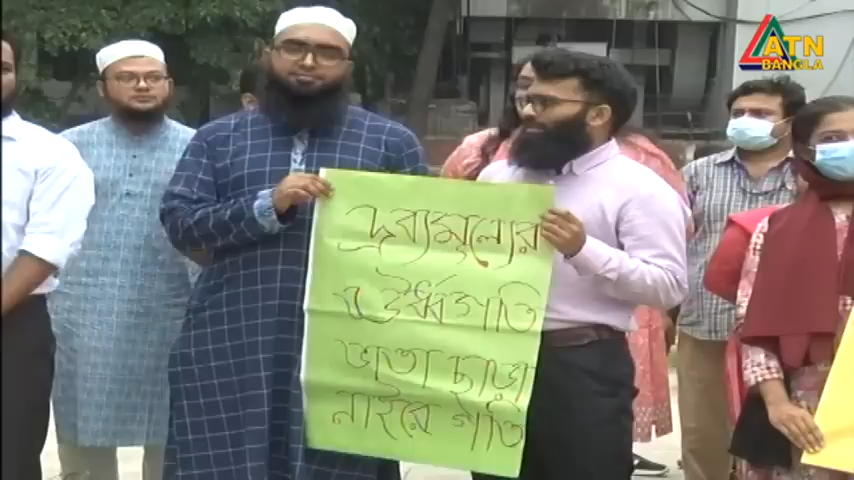 ATN
BANGLA
দ্রব্যমূল্যের
ঊর্ধ্বগতি
ভাতা ছাড়া
নাইরে গতি